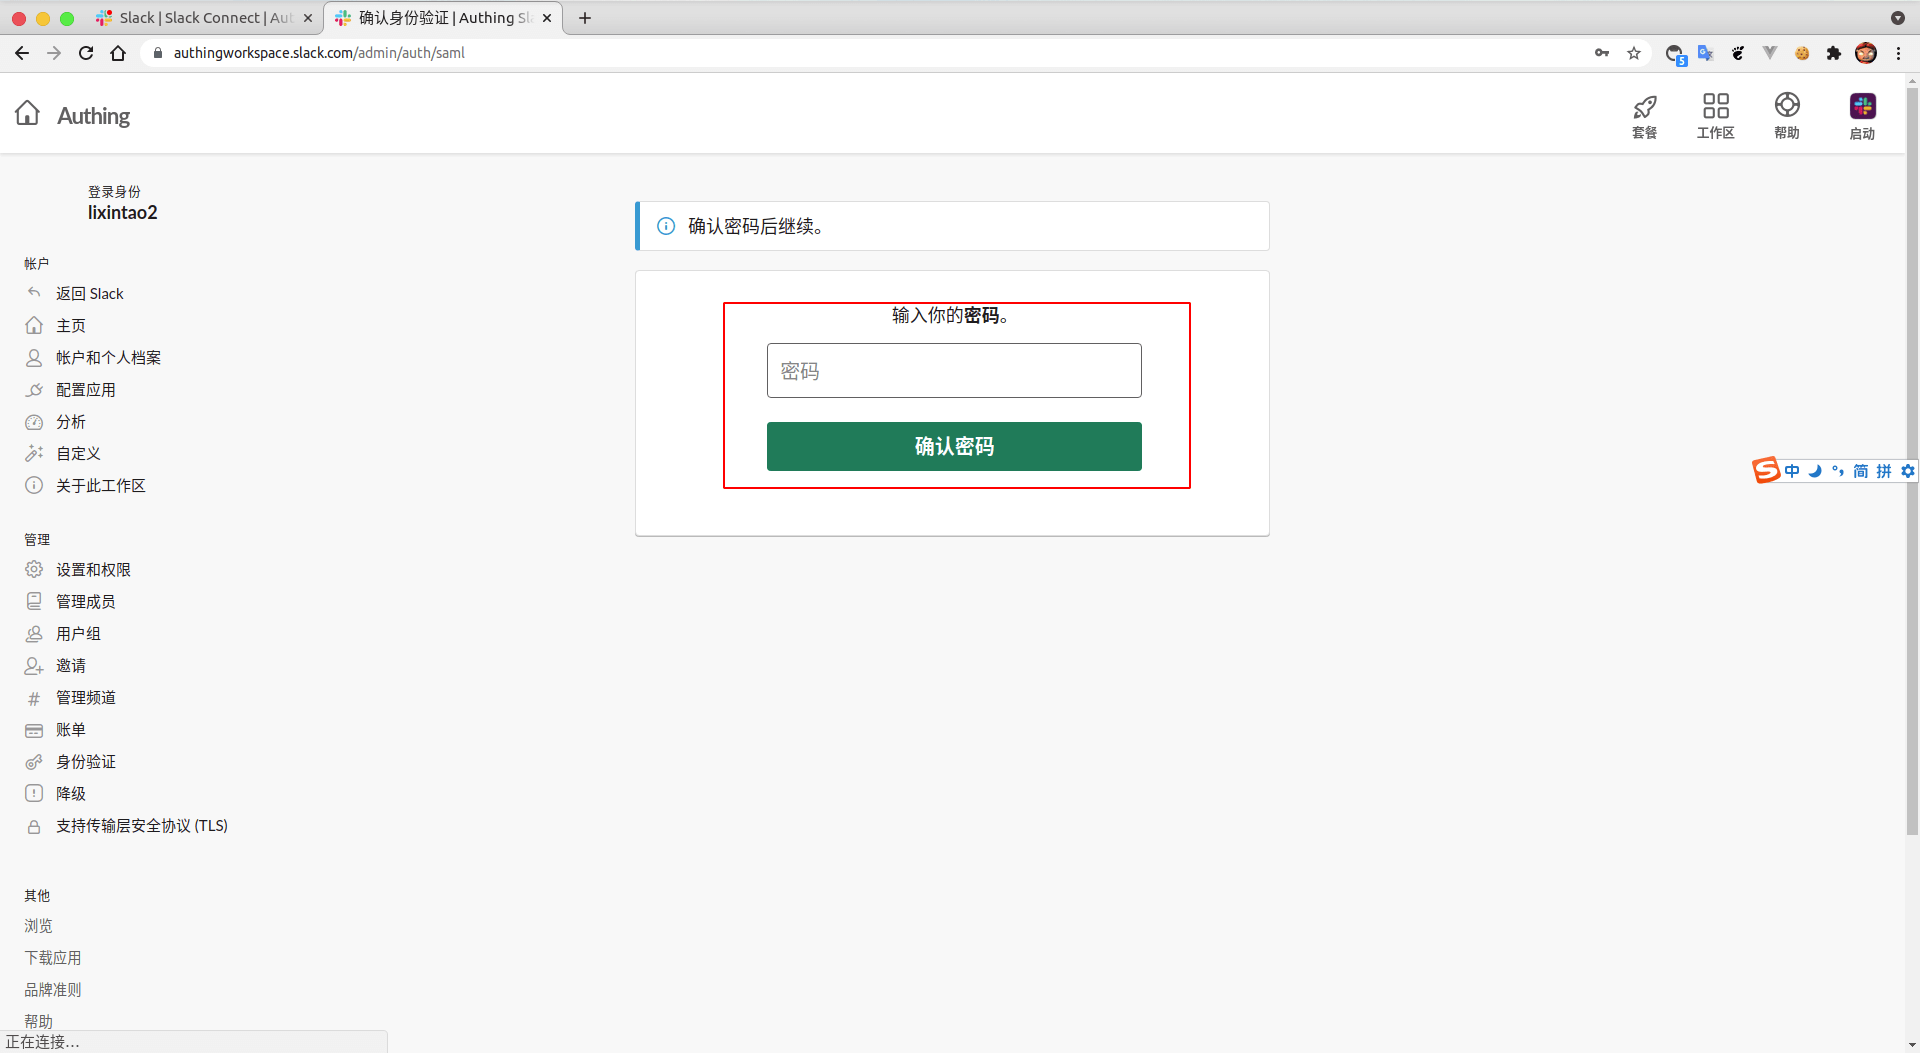 Slack | Slack Connect | Aut
确认身份验证 | Authing Sl
authingworkspace.slack.com/admin/auth/saml
5
Authing
套餐
工作区
帮助
启动
登录身份
lixintao2
帐户
返回 Slack
主页
帐户和个人档案
配置应用
分析
自定义
关于此工作区
管理
设置和权限
管理成员
用户组
邀请
管理频道
账单
身份验证
降级
支持传输层安全协议 (TLS)
其他
浏览
下载应用
品牌准则
帮助
正在连接…
确认密码后继续。
输入你的密码。
密码
确认密码
中 简 拼